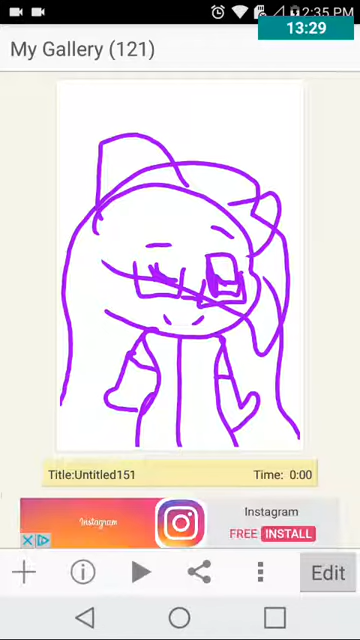 2:35 PM
13:29
My Gallery (121)
Title:Untitled151 Time: 0:00
Instagram
Instagram
FREE INSTALL
Edit